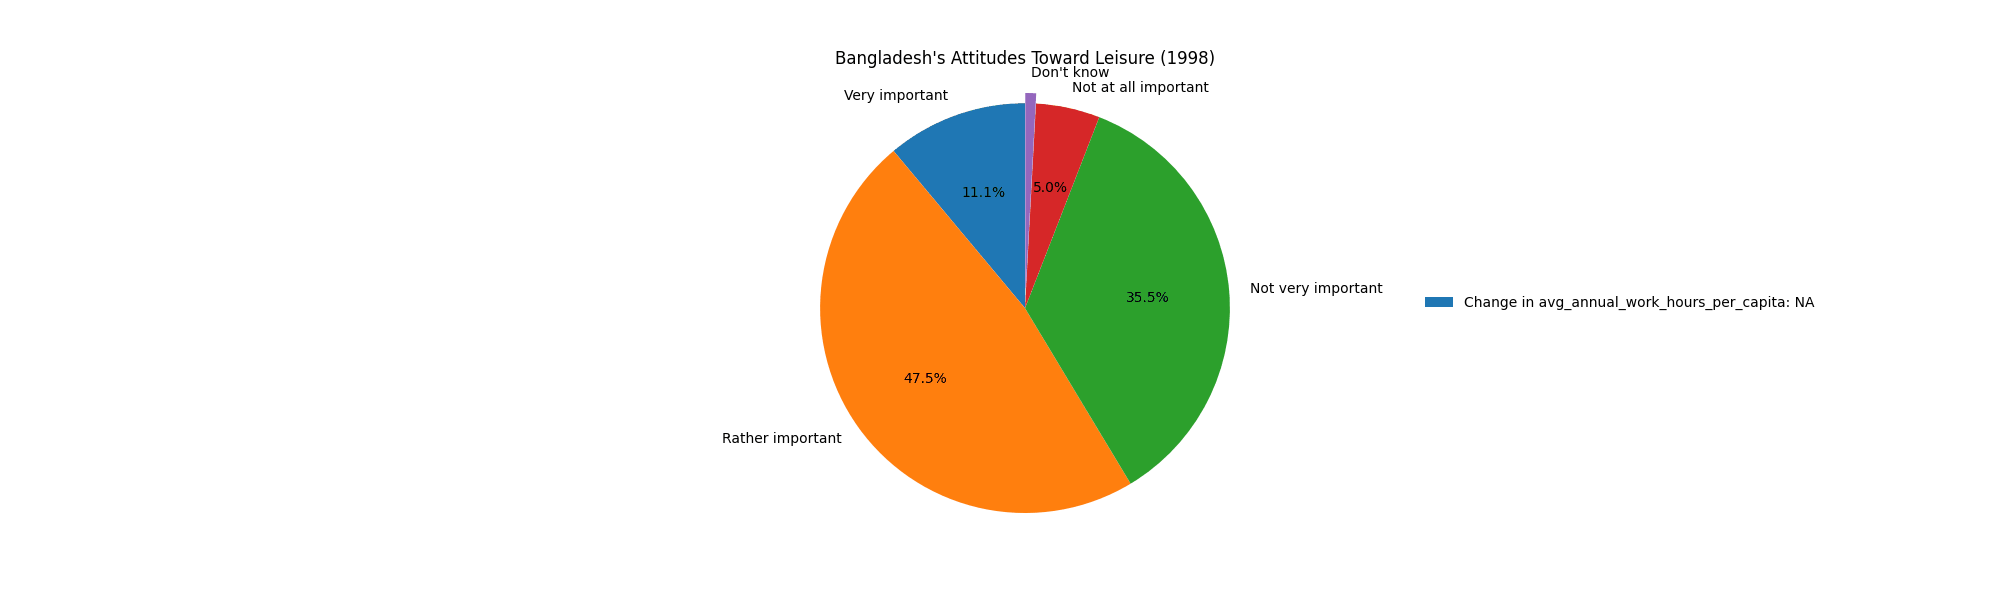 Bangladesh's Attitudes Toward Leisure (1998)
Don't know
Not at all important
Very important
11.1%
5.0%
Not very important
35.5%
Change in avg_annual_work_hours_per_capita: NA
47.5%
Rather important